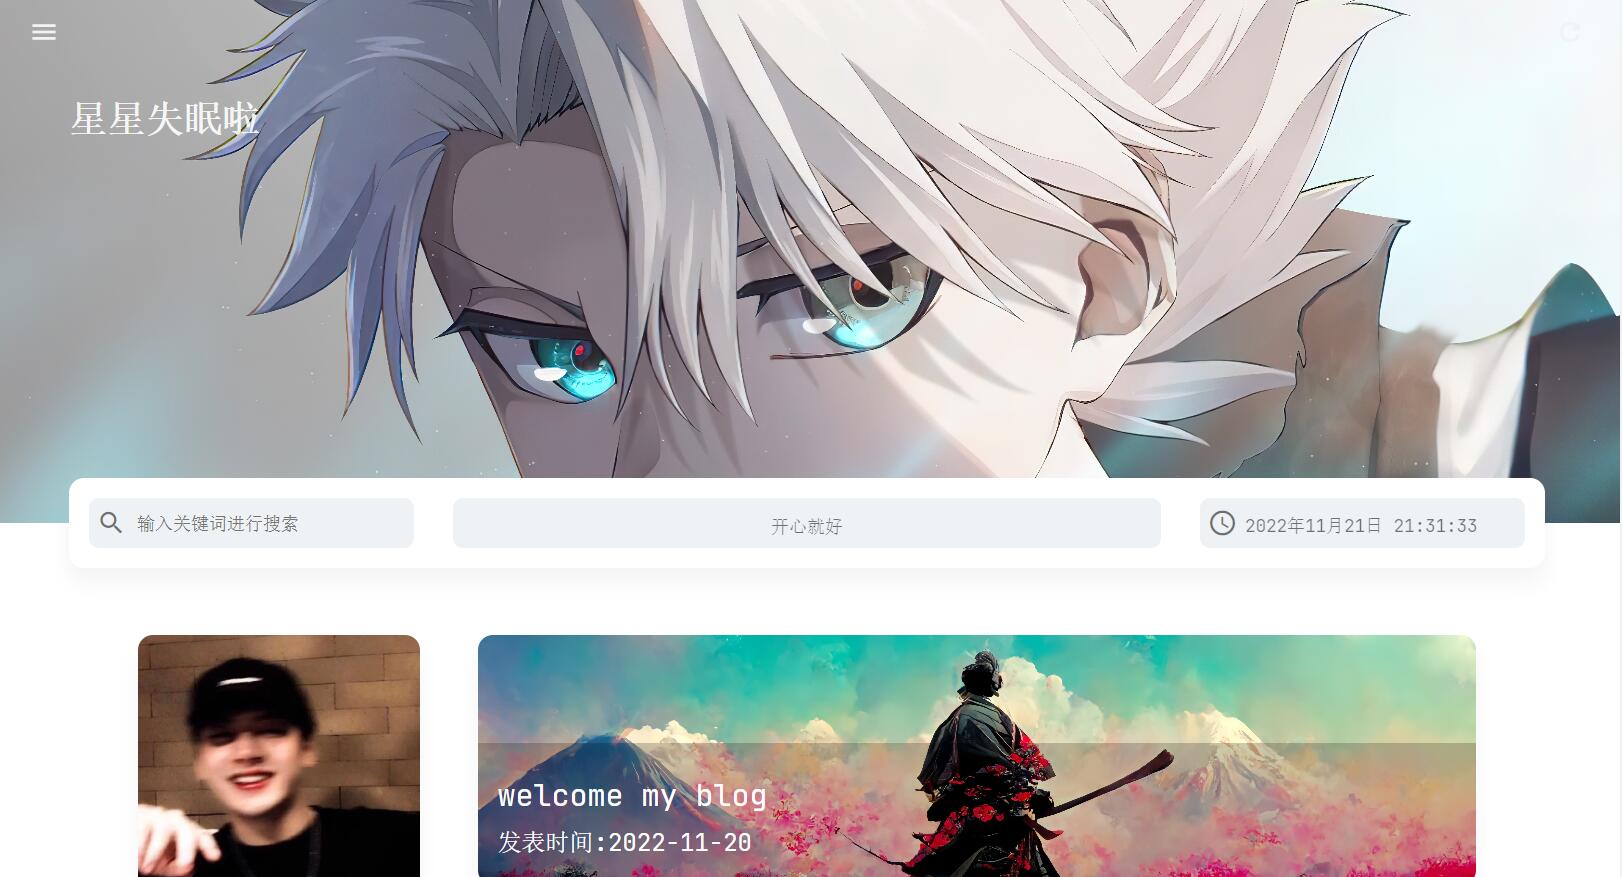 星星失眠啦
输入关键词进行搜索
开心就好
2022年11月21日 21:31:33
welcome my blog
发表时间:2022-11-20